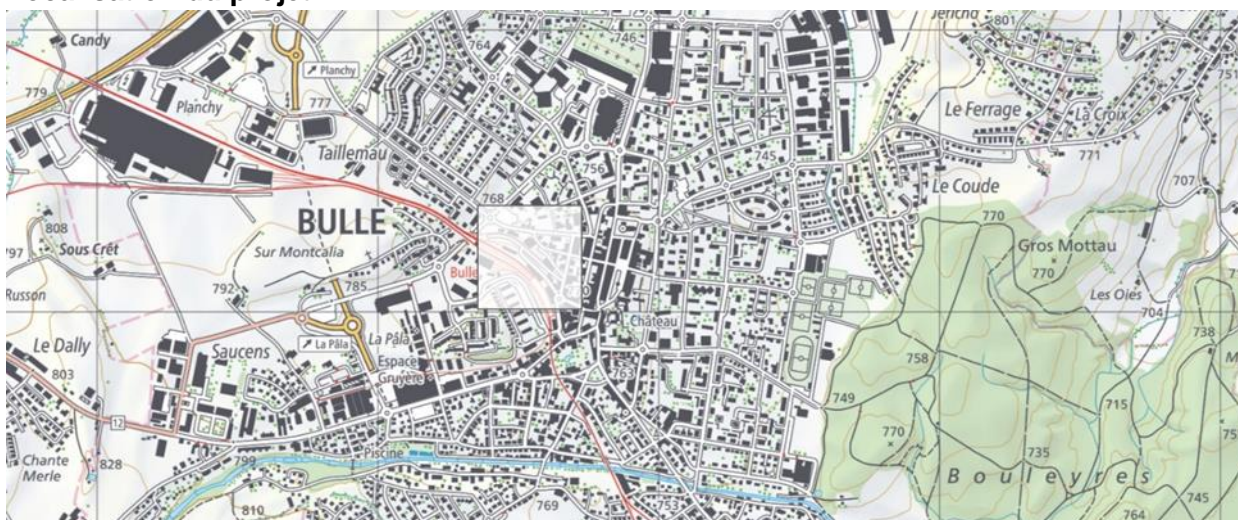 Jericho
801
Candy
764
746
Planchy
751
779
Planchy
777
Le Ferrage
La Croix
Taillemau
745
771
756
Le Coude
707
768
BULLE
770
808
Gros Mottau
Sous Crêt
Sur Montcalia
797
Bulle
770
792
785
Les Oies
Russon
704
Château
La Pâla
La Pâla
738
Le Dally
Saucens
Espace
Gruyère
758
803
763
749
715
12
770
Chante
Merle
799
Piscine
735
828
Bouleyres
745
810
769
753
764